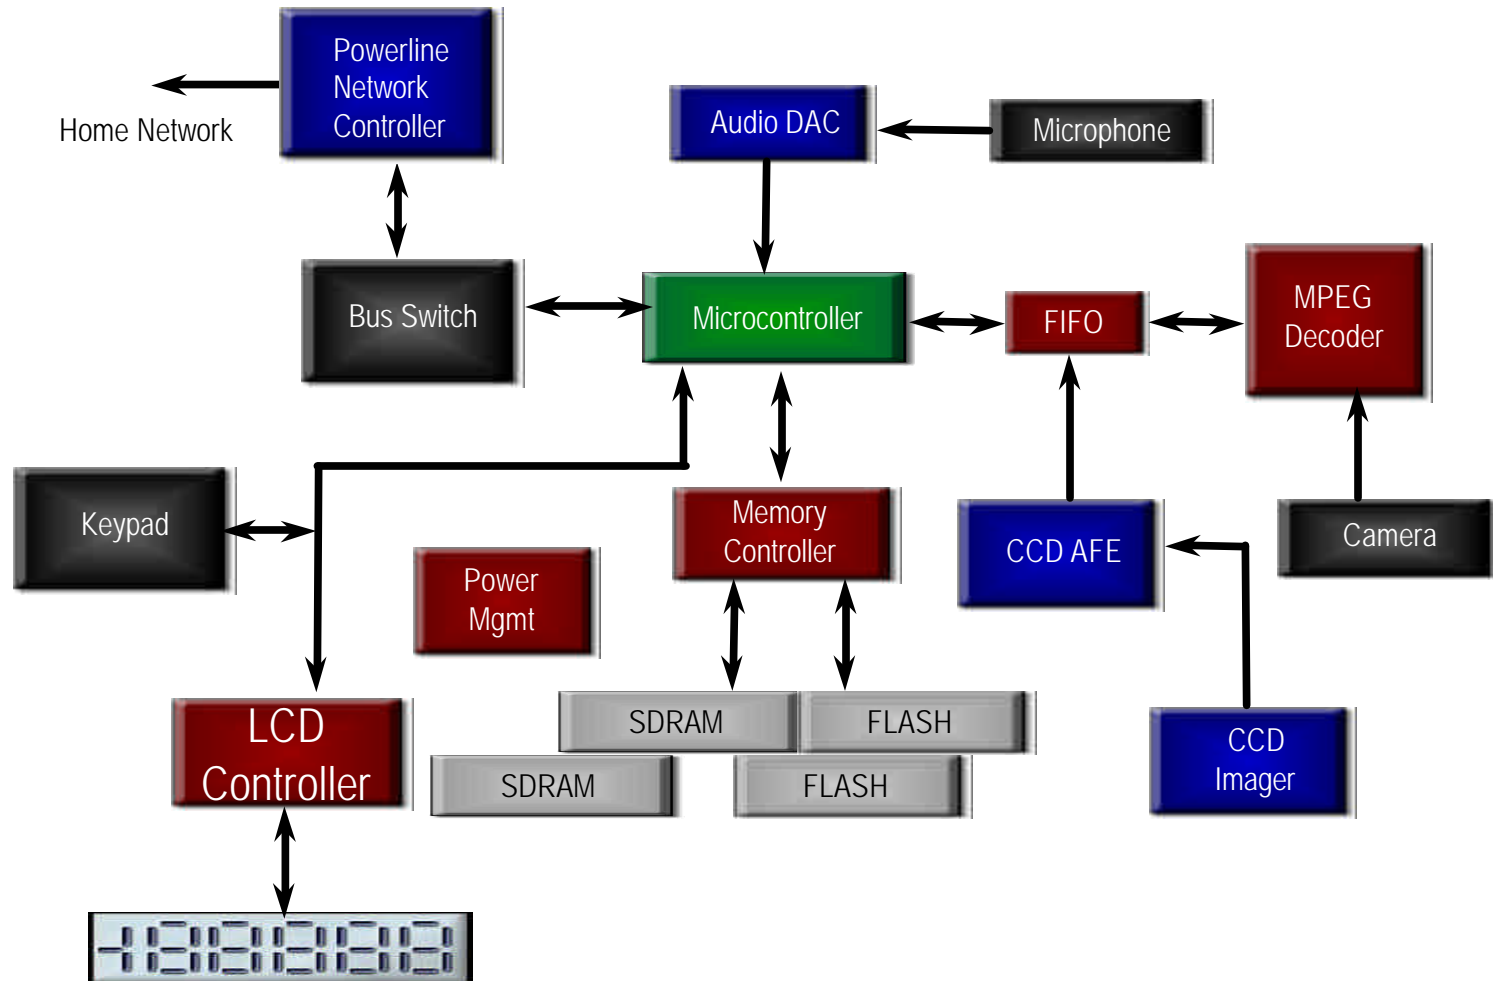 Powerline
Network
Controller
Home Network
Audio DAC
Microphone
Bus Switch
Microcontroller
FIFO
MPEG
Decoder
Keypad
Memory
Controller
CCD AFE
Camera
Power
Mgmt
LCD
Controller
SDRAM
FLASH
SDRAM
FLASH
CCD
Imager
-188888